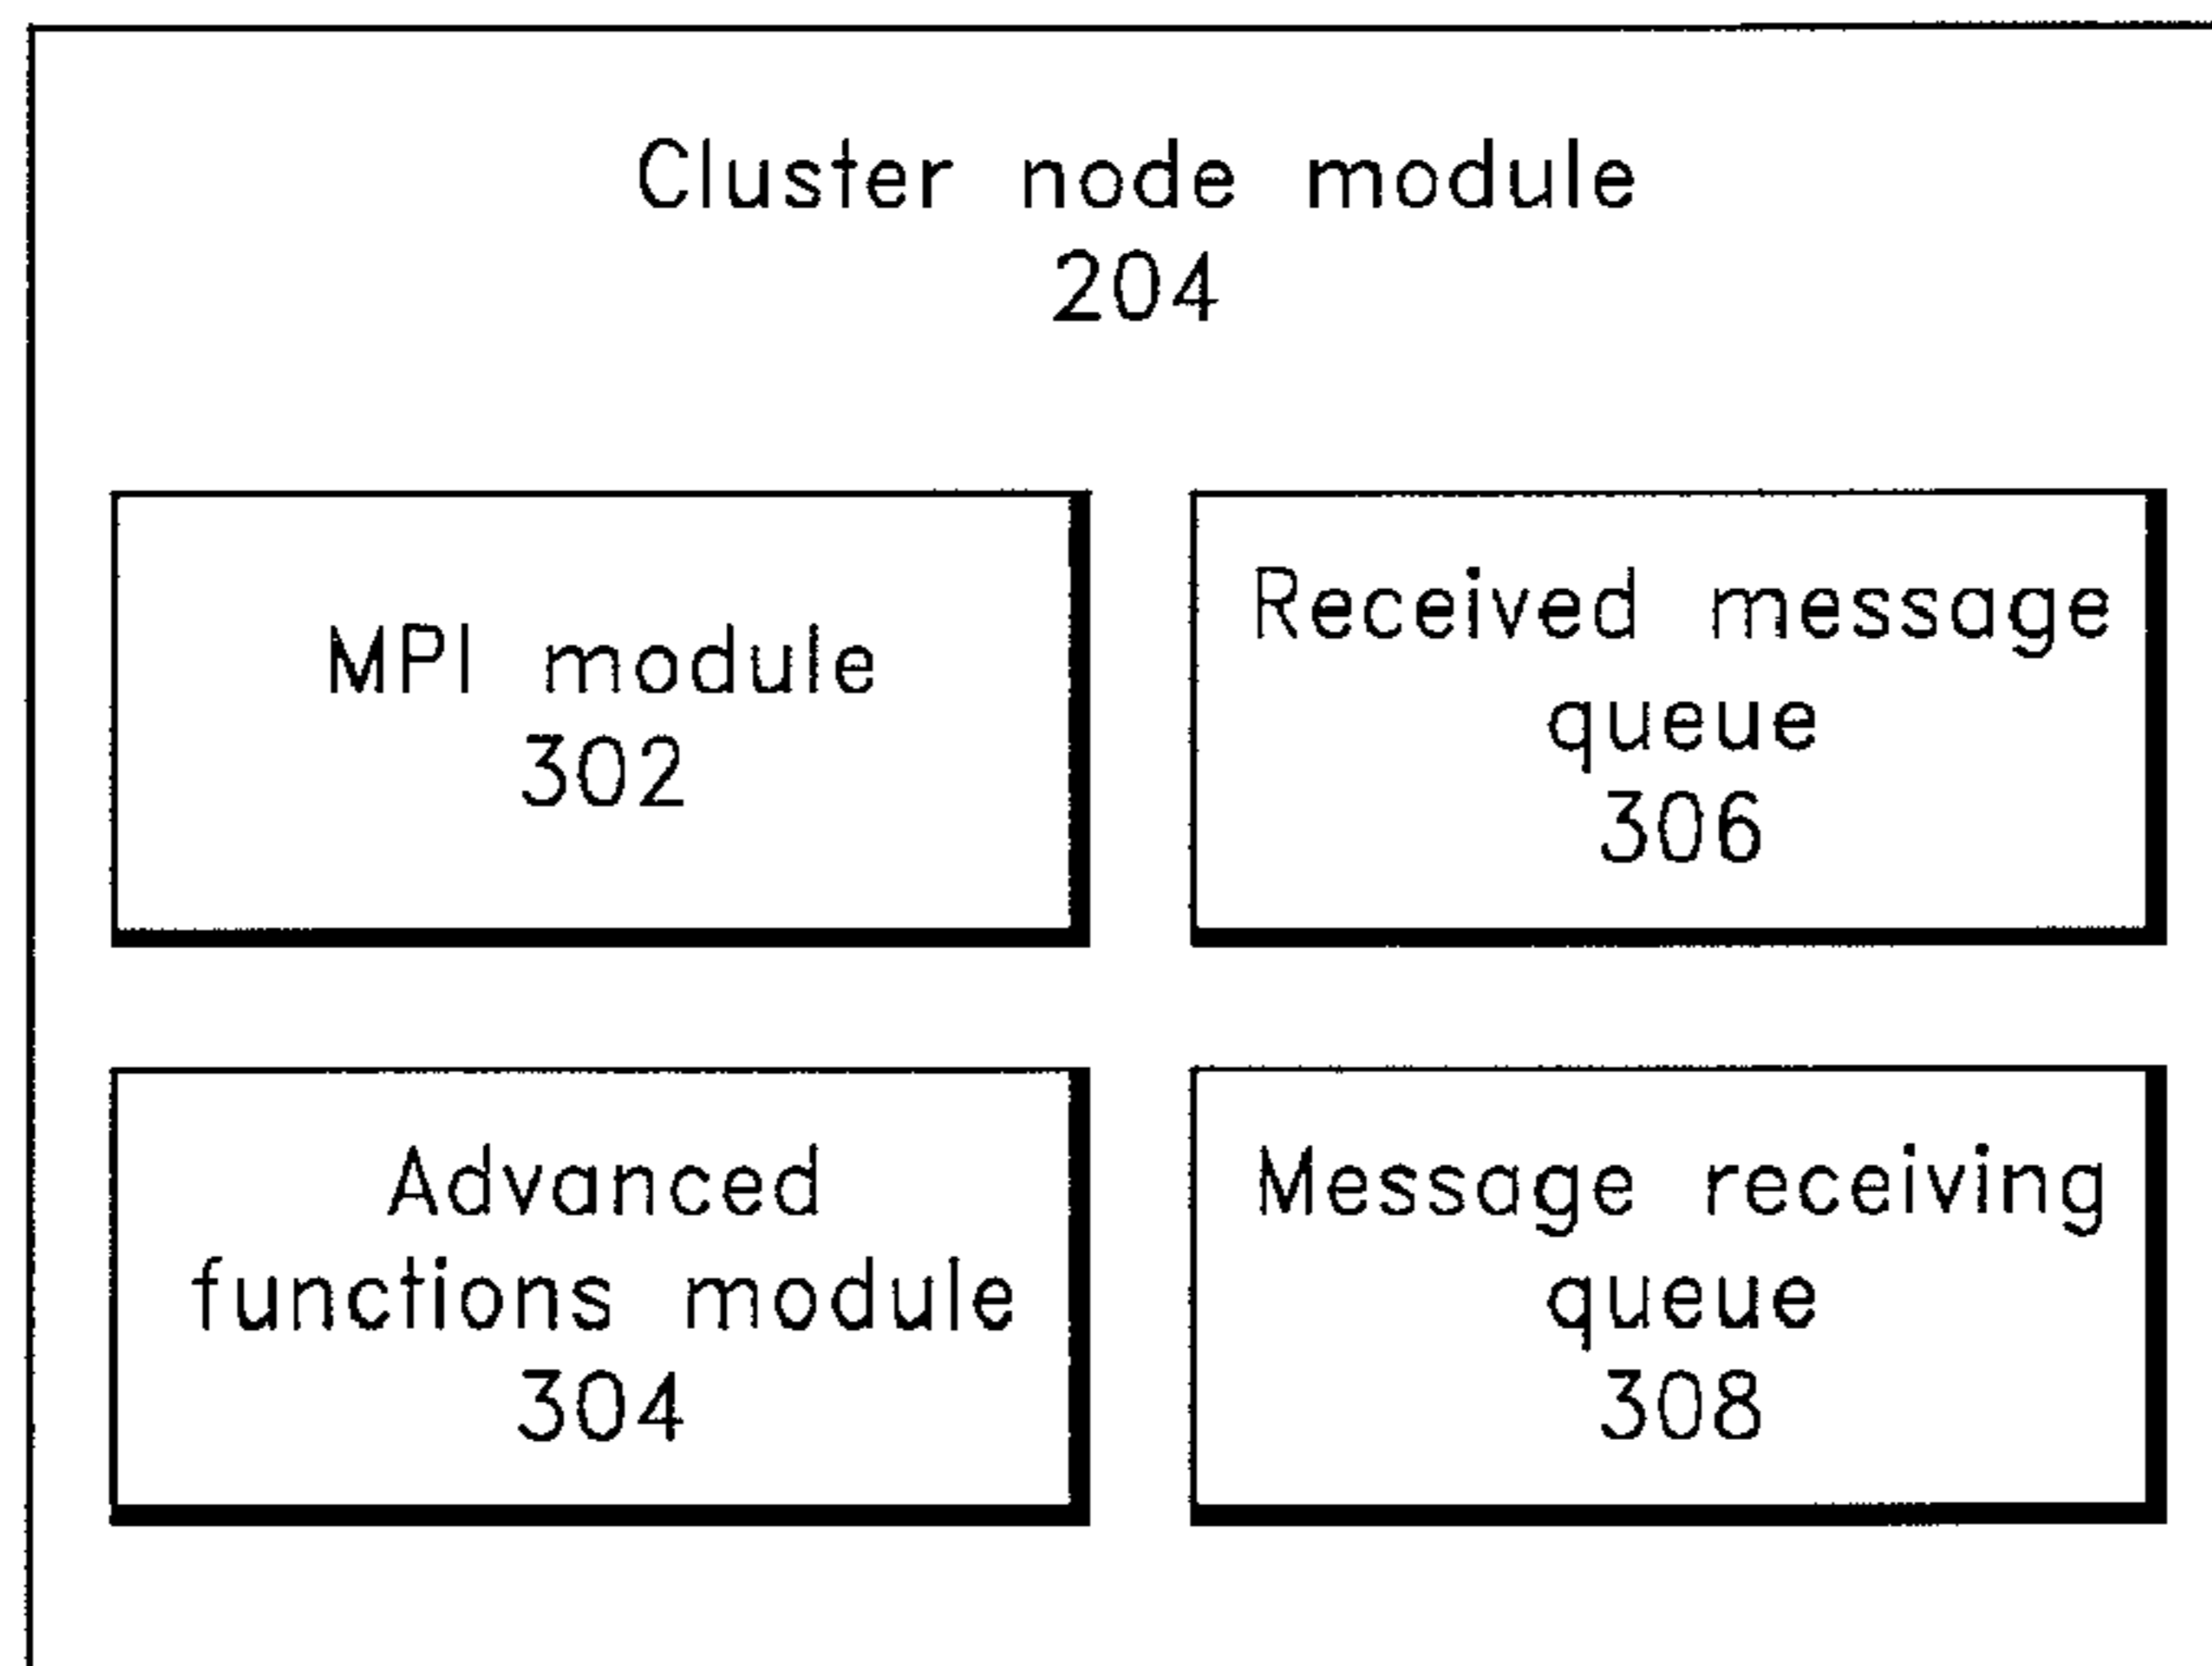 Cluster node module
204
MPI module
302
Received message
queue
306
Advanced
functions module
304
Message receiving
queue
308